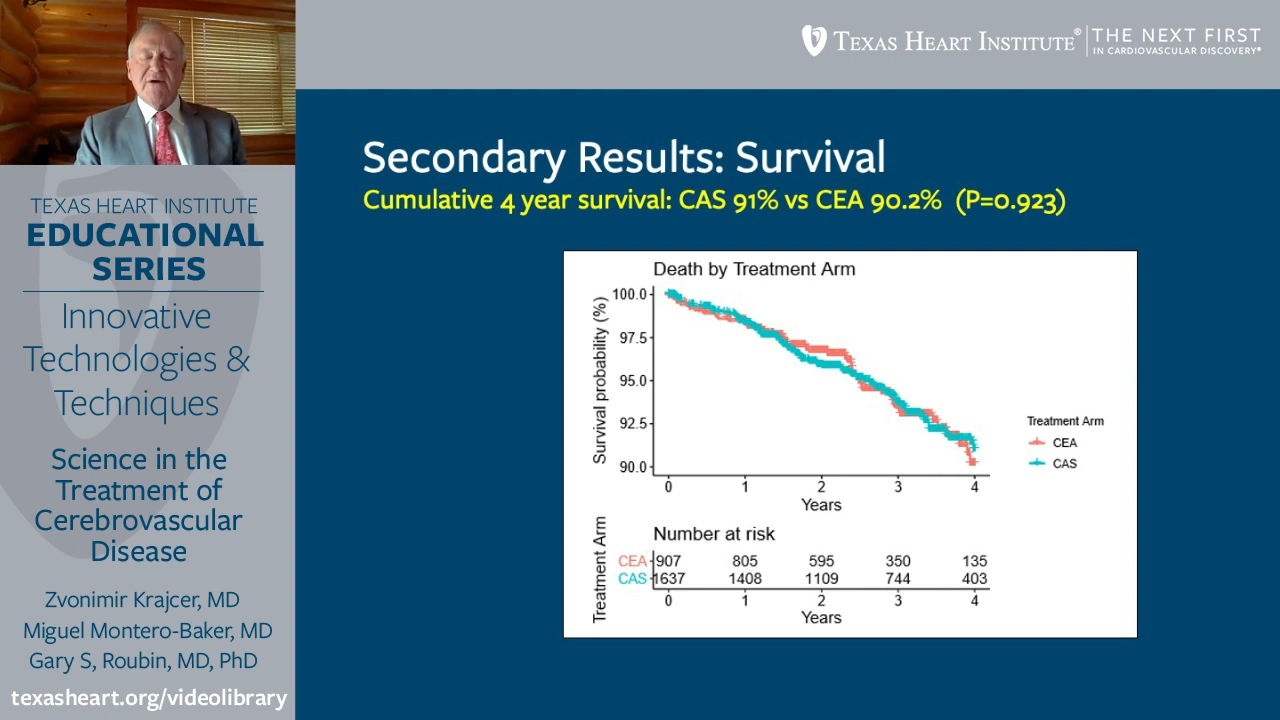 TEXAS HEART INSTITUTE® THE NEXT FIRST
IN CARDIOVASCULAR DISCOVERY®
TEXAS HEART INSTITUTE
EDUCATIONAL
SERIES
Innovative
Technologies &
Techniques
Science in the
Treatment of
Cerebrovascular
Disease
Zvonimir Krajcer, MD
Miguel Montero-Baker, MD
Gary S, Roubin, MD, PhD
texasheart.org/videolibrary
Secondary Results: Survival
Cumulative 4 year survival: CAS 91% vs CEA 90.2% (P=0.923)
Death by Treatment Arm
Survival probability (%)
100.0
97.5
95.0
92.5
90.0
0 1 2 3 4
Years
Treatment Arm
CEA
CAS
Number at risk
Treatment Arm
CEA 907 805 595 350 135
CAS 1637 1408 1109 744 403
0 1 2 3 4
Years